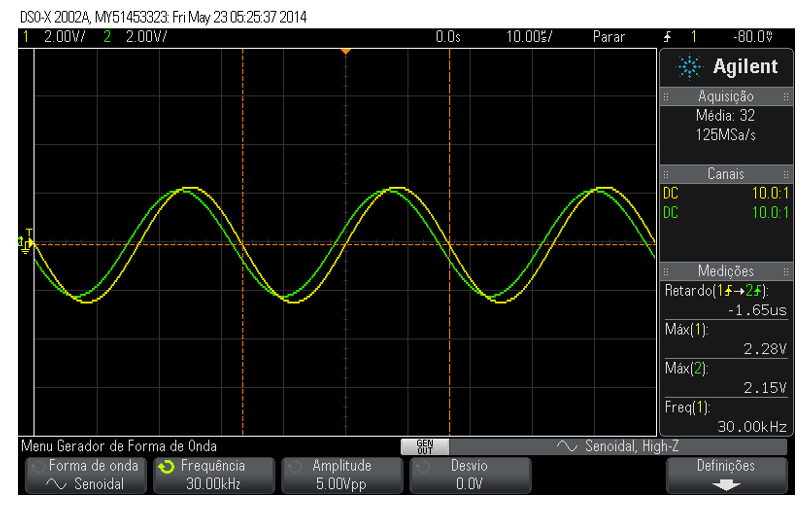 DSO-X 2002A, MY51453323: Fri May 23 05:25:37 2014
1 2.00V/ 2 2.00V/ 0.0s 10.00s/ Parar 1 -80.0V
Agilent
Aquisição
Média: 32
125MSa/s
Canais
DC 10.0:1
DC 10.0:1
Medições
Retardo(1→2):
-1.65us
Máx(1):
2.28V
Máx(2):
2.15V
Freq(1):
30.00kHz
T
Menu Gerador de Forma de Onda GEN OUT Senoidal, High-Z
Forma de onda Frequência Amplitude Desvio Definições
Senoidal 30.00kHz 5.00Vpp 0.0V